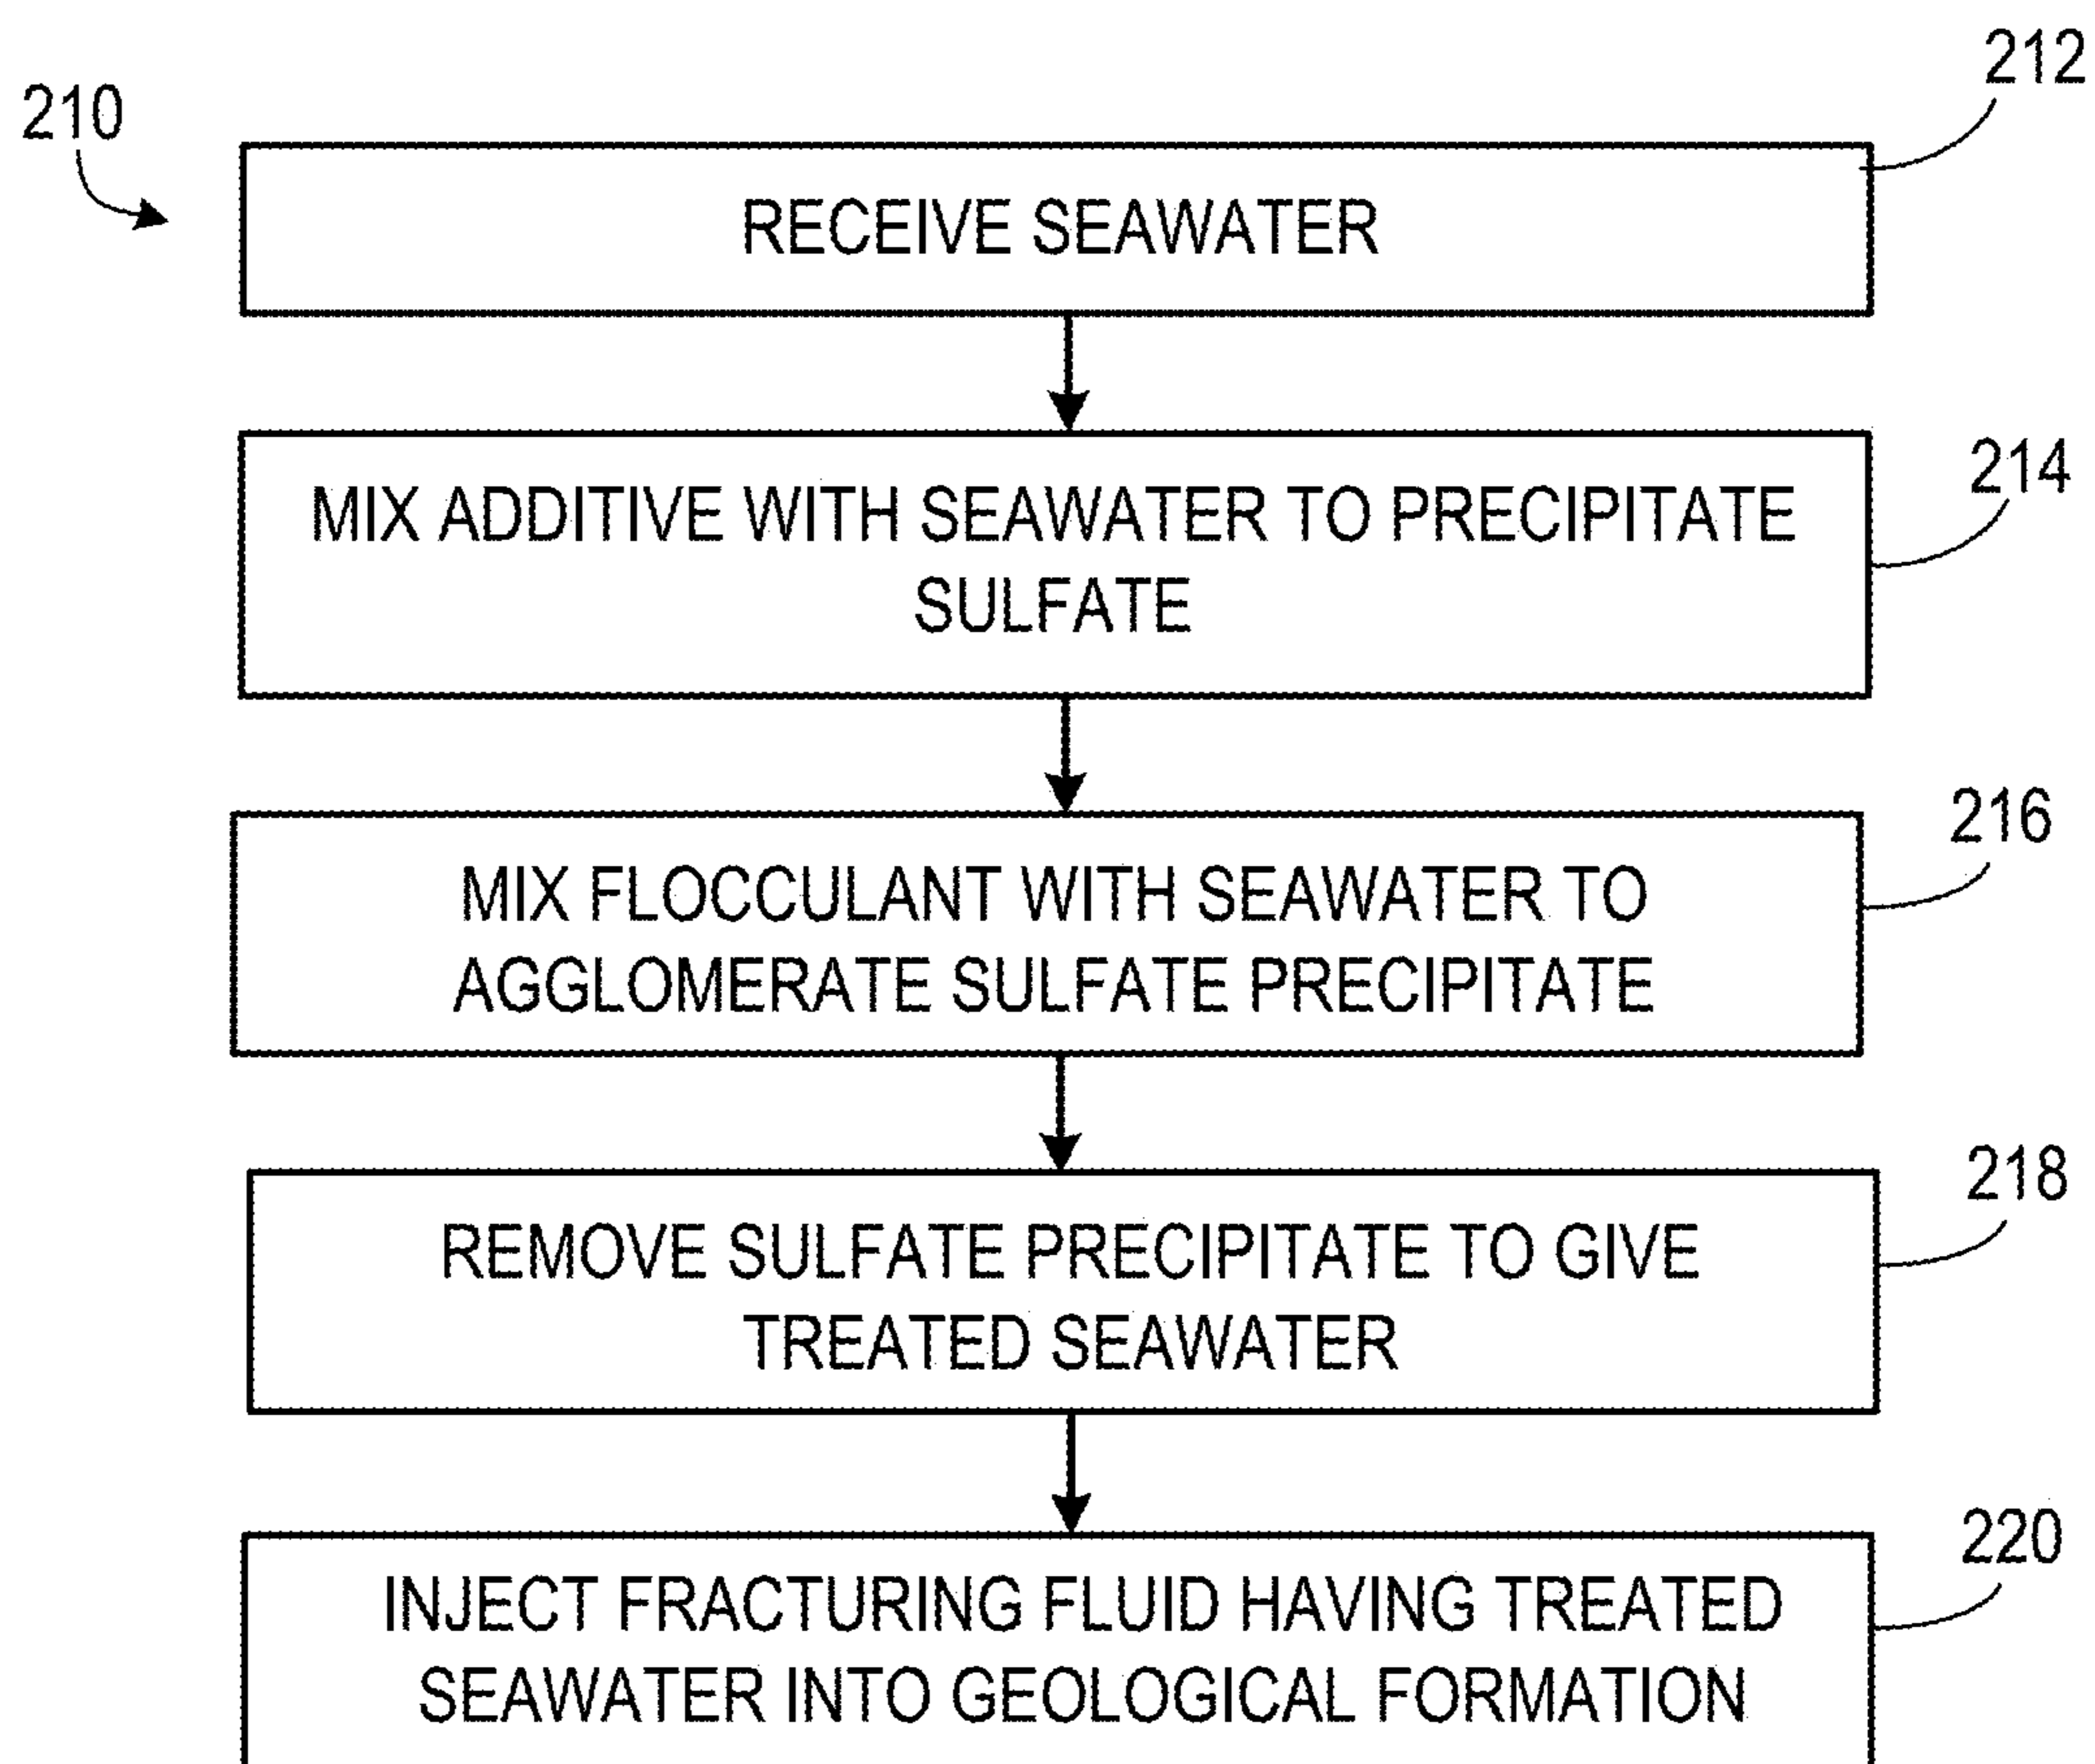 212
210
RECEIVE SEAWATER
214
MIX ADDITIVE WITH SEAWATER TO PRECIPITATE
SULFATE
216
MIX FLOCCULANT WITH SEAWATER TO
AGGLOMERATE SULFATE PRECIPITATE
218
REMOVE SULFATE PRECIPITATE TO GIVE
TREATED SEAWATER
220
INJECT FRACTURING FLUID HAVING TREATED
SEAWATER INTO GEOLOGICAL FORMATION